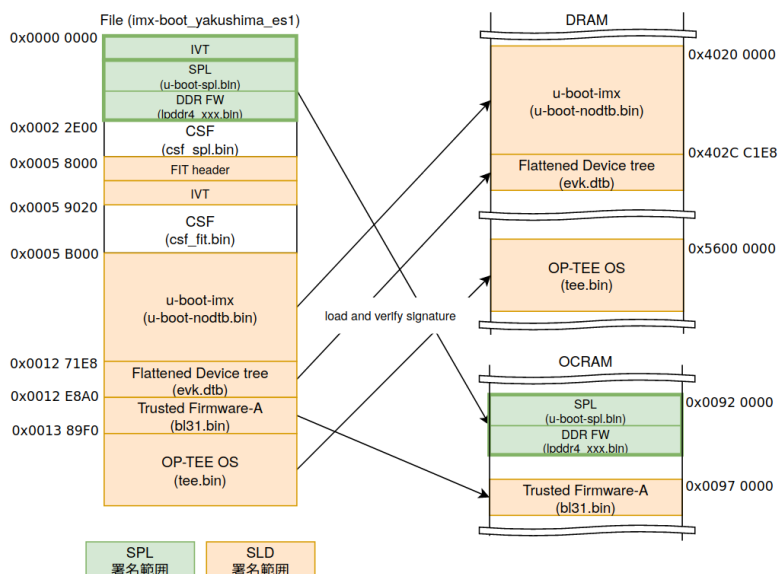 File (imx-boot_yakushima_es1)
0x0000 0000
IVT
SPL
(u-boot-spl.bin)
DDR FW
(lpddr4_xxx.bin)
0x0002 2E00
CSF
(csf_spl.bin)
0x0005 8000
FIT header
IVT
0x0005 9020
CSF
(csf_fit.bin)
0x0005 B000
u-boot-imx
(u-boot-nodtb.bin)
0x0012 71E8
Flattened Device tree
(evk.dtb)
0x0012 E8A0
Trusted Firmware-A
(bl31.bin)
0x0013 89F0
OP-TEE OS
(tee.bin)
SPL
署名範囲
SLD
署名範囲
load and verify signature
DRAM
0x4020 0000
u-boot-imx
(u-boot-nodtb.bin)
0x402C C1E8
Flattened Device tree
(evk.dtb)
0x5600 0000
OP-TEE OS
(tee.bin)
OCRAM
0x0092 0000
SPL
(u-boot-spl.bin)
DDR FW
(lpddr4_xxx.bin)
0x0097 0000
Trusted Firmware-A
(bl31.bin)